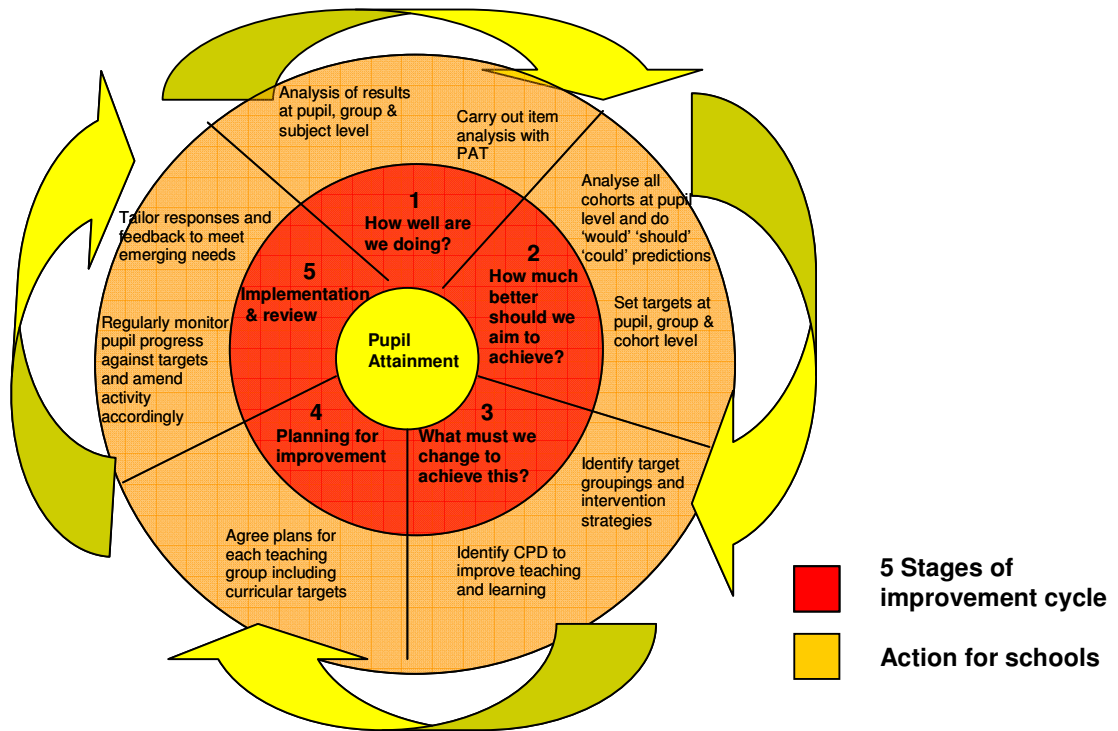 Analysis of results
at pupil, group &
subject level
Carry out item
analysis with
PAT
1
How well are
we doing?
Analyse all
cohorts at pupil
level and do
‘would’ ‘should’
‘could’ predictions
Set targets at
pupil, group &
cohort level
2
How much
better
should we
aim to
achieve?
Identify target
groupings and
intervention
strategies
Identify CPD to
improve teaching
and learning
3
What must we
change to
achieve this?
Agree plans for
each teaching
group including
curricular targets
4
Planning for
improvement
Regularly monitor
pupil progress
against targets
and amend
activity
accordingly
Tailor responses and
feedback to meet
emerging needs
5
Implementation
& review
Pupil
Attainment
5 Stages of
improvement cycle
Action for schools